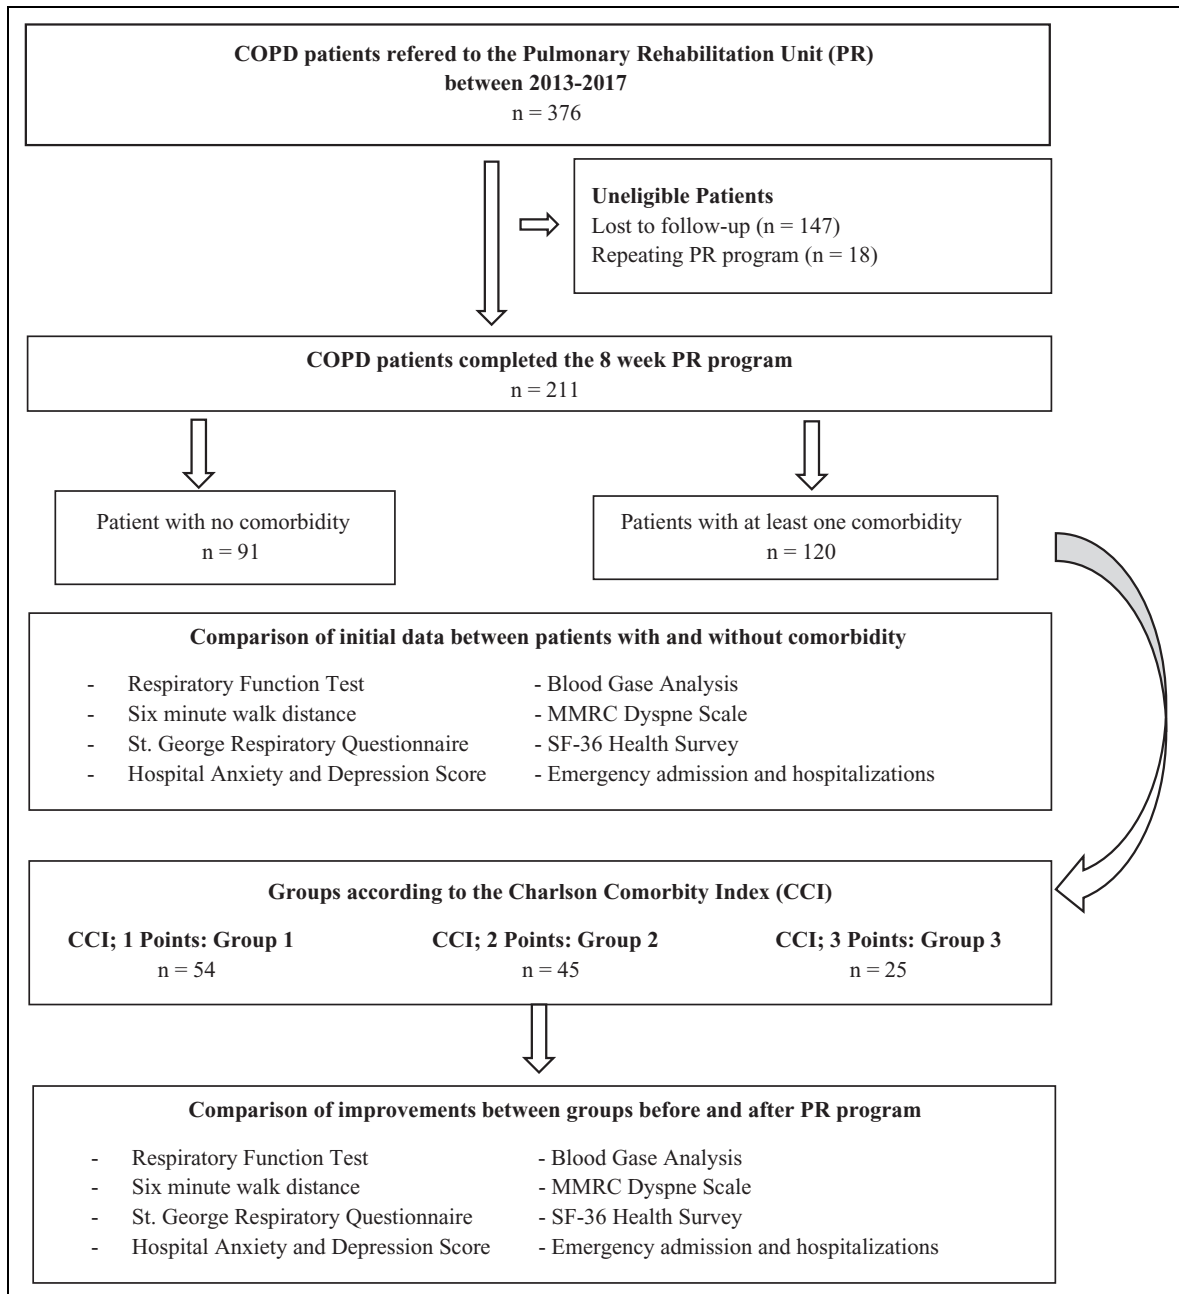 COPD patients refered to the Pulmonary Rehabilitation Unit (PR)
between 2013-2017
n = 376
Uneligible Patients
Lost to follow-up (n = 147)
Repeating PR program (n = 18)
COPD patients completed the 8 week PR program
n = 211
Patient with no comorbidity
n = 91
Patients with at least one comorbidity
n = 120
Comparison of initial data between patients with and without comorbidity
- Respiratory Function Test - Blood Gase Analysis
- Six minute walk distance - MMRC Dyspne Scale
- St. George Respiratory Questionnaire - SF-36 Health Survey
- Hospital Anxiety and Depression Score - Emergency admission and hospitalizations
Groups according to the Charlson Comorbity Index (CCI)
CCI; 1 Points: Group 1 CCI; 2 Points: Group 2 CCI; 3 Points: Group 3
n = 54 n = 45 n = 25
Comparison of improvements between groups before and after PR program
- Respiratory Function Test - Blood Gase Analysis
- Six minute walk distance - MMRC Dyspne Scale
- St. George Respiratory Questionnaire - SF-36 Health Survey
- Hospital Anxiety and Depression Score - Emergency admission and hospitalizations